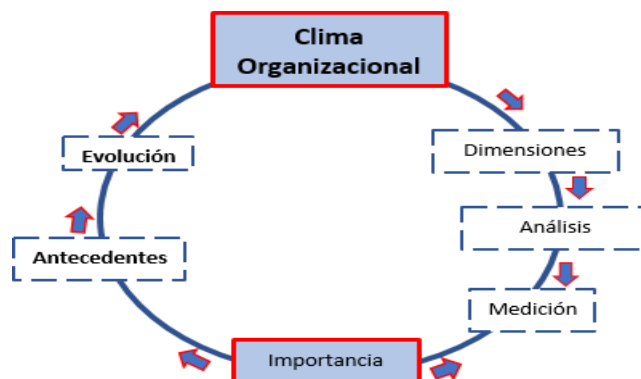 Clima
Organizacional
Evolución
Dimensiones
Antecedentes
Análisis
Medición
Importancia